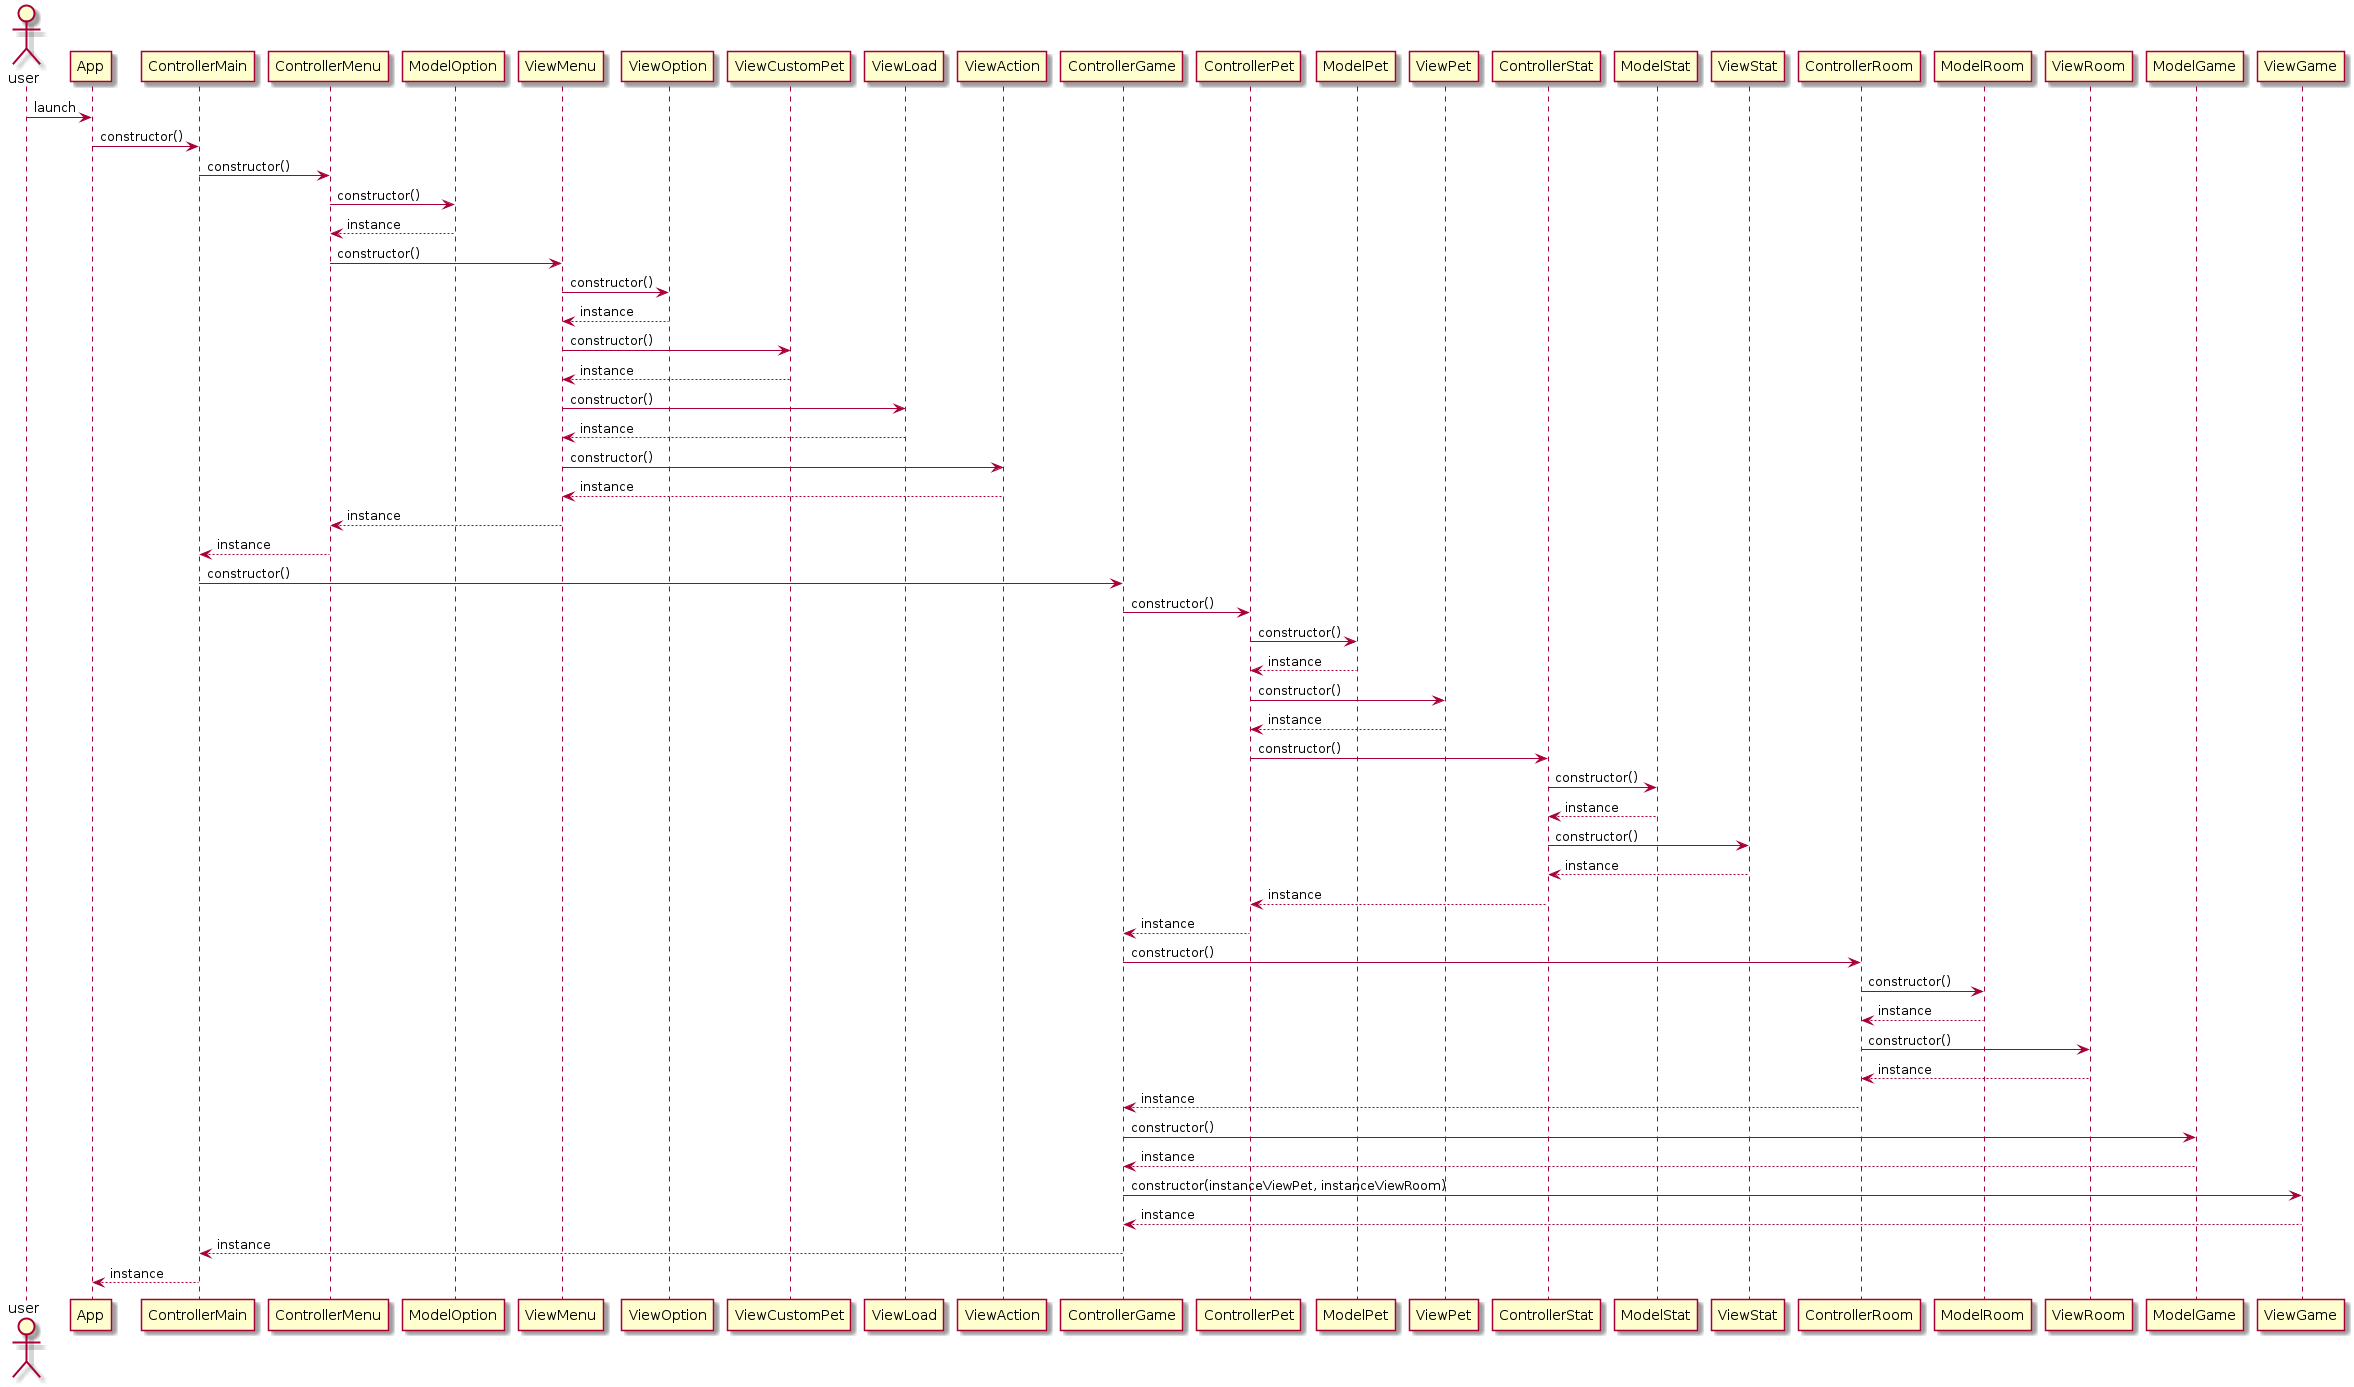 user
App
ControllerMain
ControllerMenu
ModelOption
ViewMenu
ViewOption
ViewCustomPet
ViewLoad
ViewAction
ControllerGame
ControllerPet
ModelPet
ViewPet
ControllerStat
ModelStat
ViewStat
ControllerRoom
ModelRoom
ViewRoom
ModelGame
ViewGame
launch
constructor()
constructor()
constructor()
instance
constructor()
constructor()
instance
constructor()
instance
constructor()
instance
constructor()
instance
instance
instance
constructor()
constructor()
constructor()
instance
constructor()
instance
constructor()
constructor()
instance
constructor()
instance
instance
instance
constructor()
constructor()
instance
constructor()
instance
instance
constructor()
instance
constructor(instanceViewPet, instanceViewRoom)
instance
instance
instance
user
App
ControllerMain
ControllerMenu
ModelOption
ViewMenu
ViewOption
ViewCustomPet
ViewLoad
ViewAction
ControllerGame
ControllerPet
ModelPet
ViewPet
ControllerStat
ModelStat
ViewStat
ControllerRoom
ModelRoom
ViewRoom
ModelGame
ViewGame